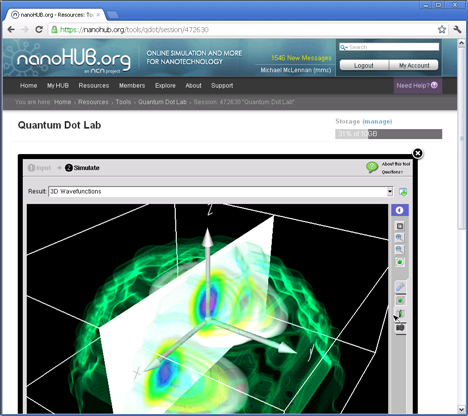 nanoHUB.org - Resources: To
https://nanohub.org/tools/qdot/session/472630
nanoHUB.org
an ncn project
ONLINE SIMULATION AND MORE
FOR NANOTECHNOLOGY
1545 New Messages
Michael McLennan (mmc)
Search
Logout
My Account
Home My HUB Resources Members Explore About Support
Need Help?
You are here: Home › Resources › Tools › Quantum Dot Lab › Session: 472630 "Quantum Dot Lab"
Quantum Dot Lab
Storage (manage)
31% of 10GB
1 Input → 2 Simulate
About this tool
Questions?
Result: 3D Wavefunctions
Z
X
Y